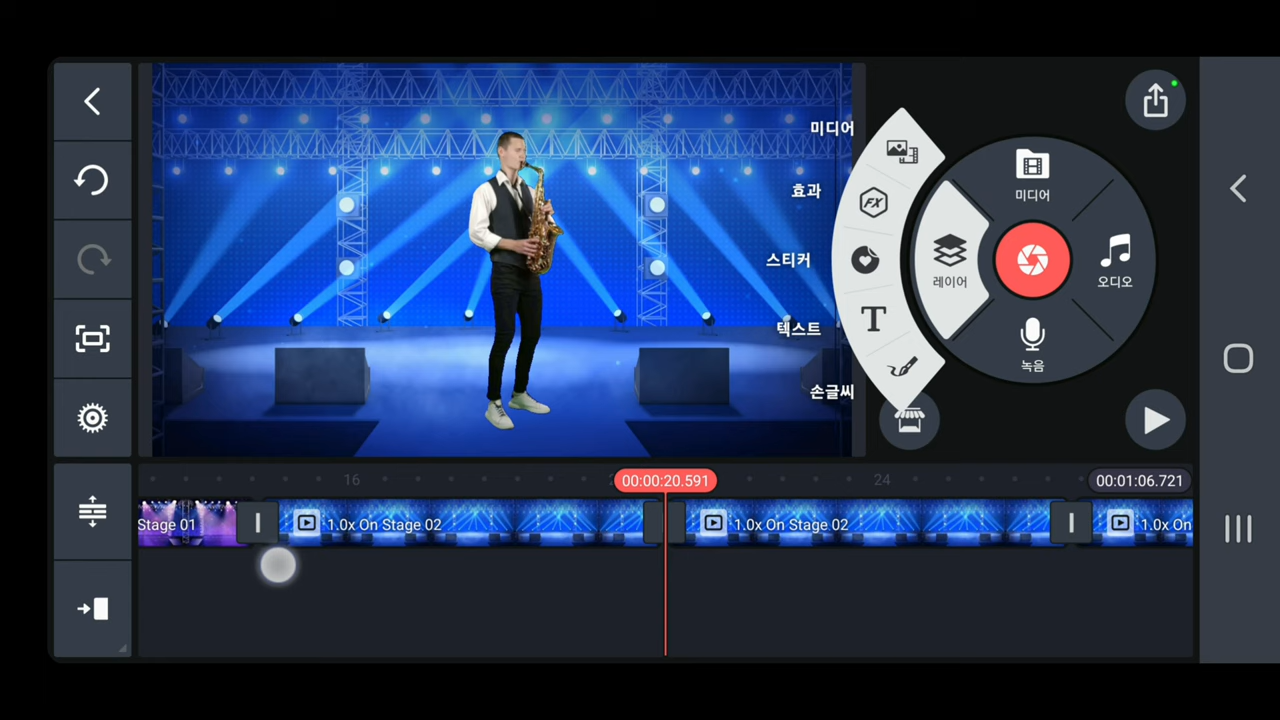 미디어
효과
스티커
텍스트
손글씨
FX
T
미디어
레이어
오디오
녹음
16
00:00:20.591
24
00:01:06.721
Stage 01
1.0x On Stage 02
1.0x On Stage 02
1.0x On